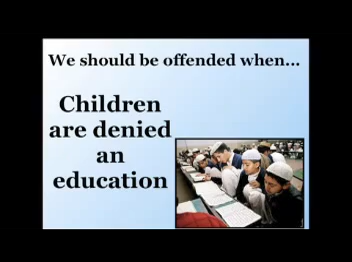 We should be offended when...
Children
are denied
an
education